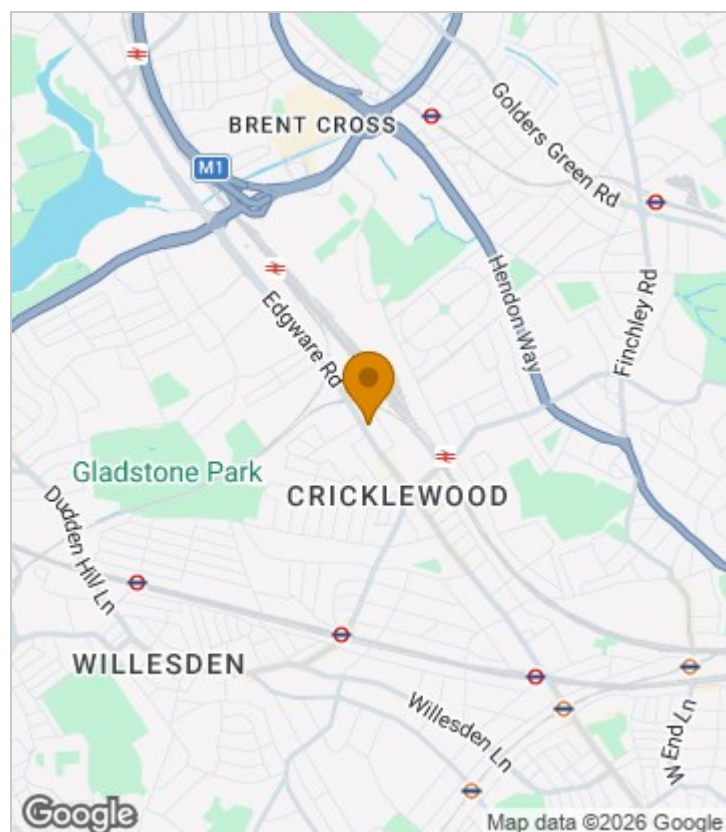 BRENT CROSS
Golders Green Rd
M1
Hendon Way
Finchley Rd
Edgware Rd
Gladstone Park
CRICKLEWOOD
Dudden Hill Ln
WILLESDEN
Willesden Ln
W End Ln
Google
Map data ©2026 Google